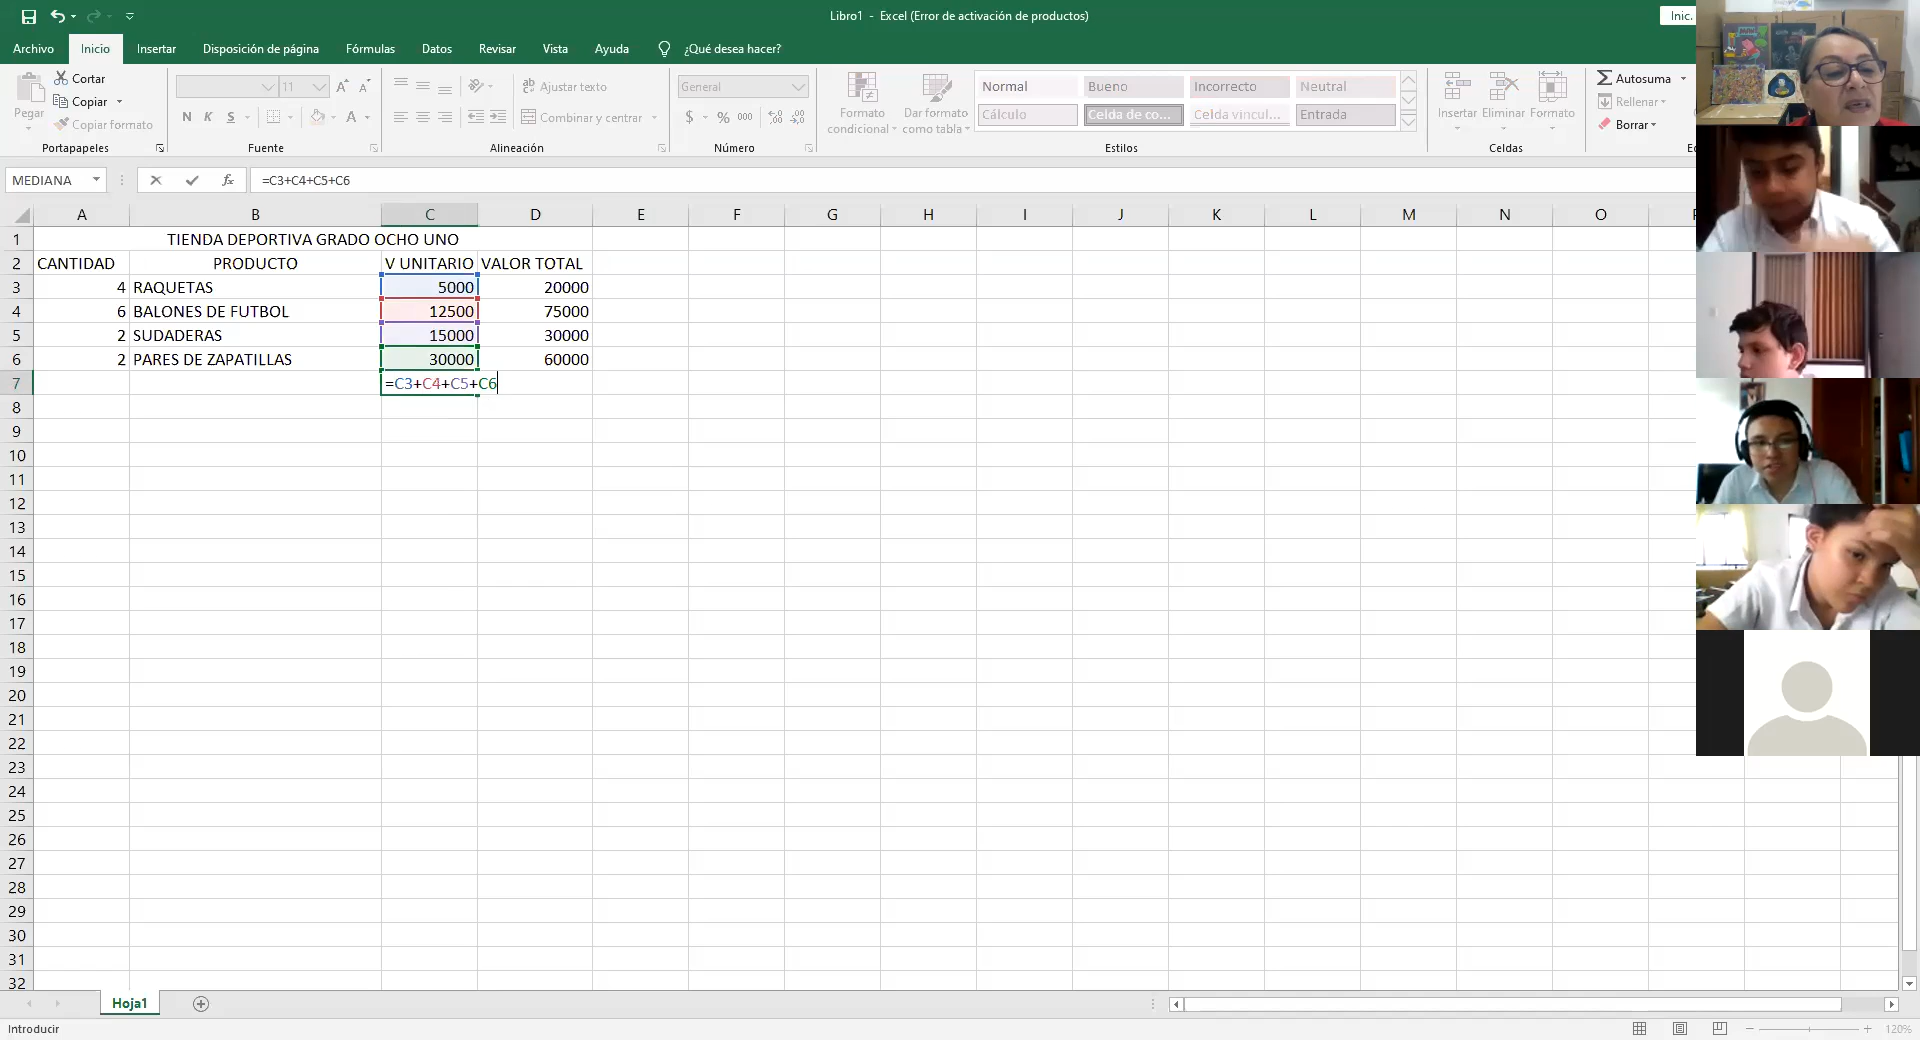 Libro1 - Excel (Error de activación de productos)
Inic.
Archivo Inicio Insertar Disposición de página Fórmulas Datos Revisar Vista Ayuda ¿Qué desea hacer?
Pegar
Cortar
Copiar
Copiar formato
Portapapeles
11
N K S
Fuente
Ajustar texto
Combinar y centrar
Alineación
General
$ % 000
Número
Formato condicional
Dar formato como tabla
Normal Bueno Incorrecto Neutral
Cálculo Celda de co... Celda vincul... Entrada
Estilos
Insertar Eliminar Formato
Celdas
Autosuma
Rellenar
Borrar
MEDIANA fx =C3+C4+C5+C6
A B C D E F G H I J K L M N O
1 TIENDA DEPORTIVA GRADO OCHO UNO
2 CANTIDAD PRODUCTO V UNITARIO VALOR TOTAL
3 4 RAQUETAS 5000 20000
4 6 BALONES DE FUTBOL 12500 75000
5 2 SUDADERAS 15000 30000
6 2 PARES DE ZAPATILLAS 30000 60000
7 =C3+C4+C5+C6
8
9
10
11
12
13
14
15
16
17
18
19
20
21
22
23
24
25
26
27
28
29
30
31
32
Hoja1
Introducir
120%